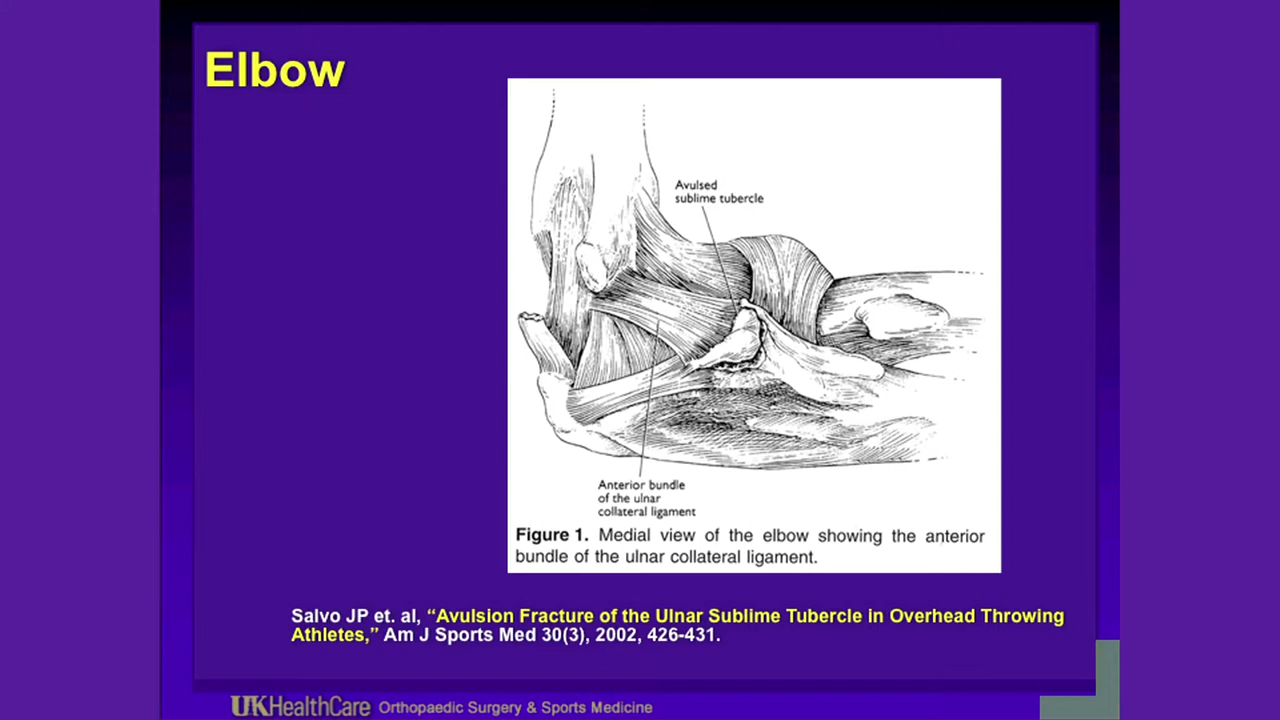 Elbow
Avulsed
sublime tubercle
Anterior bundle
of the ulnar
collateral ligament
Figure 1. Medial view of the elbow showing the anterior
bundle of the ulnar collateral ligament.
Salvo JP et. al, “Avulsion Fracture of the Ulnar Sublime Tubercle in Overhead Throwing
Athletes,” Am J Sports Med 30(3), 2002, 426-431.
UKHealthCare Orthopaedic Surgery & Sports Medicine